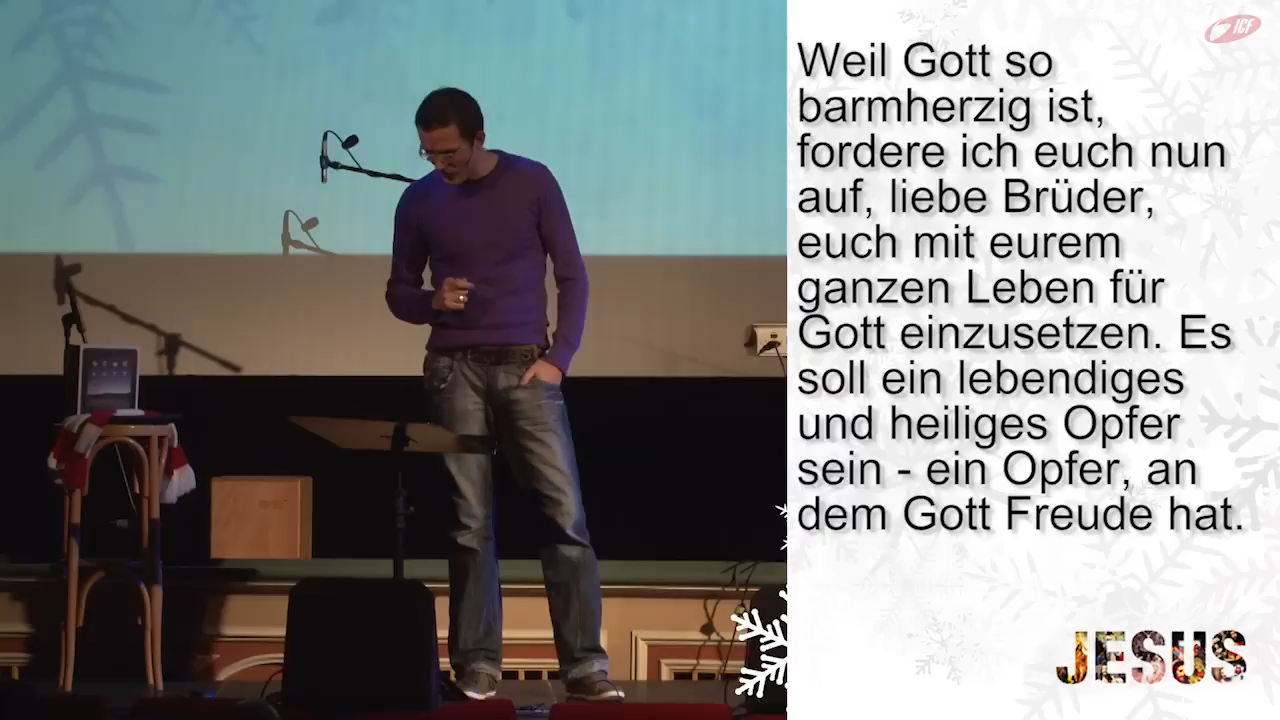 ICF
Weil Gott so
barmherzig ist,
fordere ich euch nun
auf, liebe Brüder,
euch mit eurem
ganzen Leben für
Gott einzusetzen. Es
soll ein lebendiges
und heiliges Opfer
sein - ein Opfer, an
dem Gott Freude hat.
JESUS